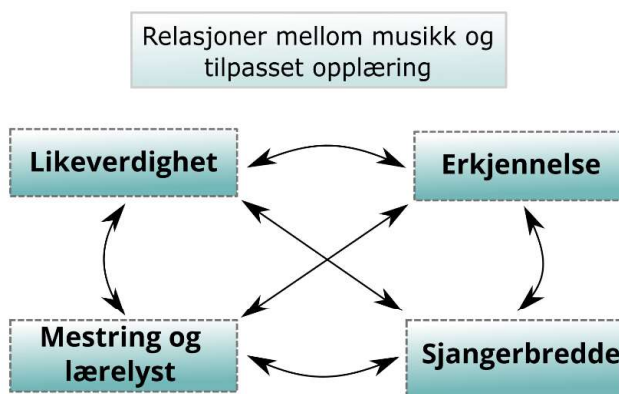 Relasjoner mellom musikk og
tilpasset opplæring
Likeverdighet
Erkjennelse
Mestring og
lærelyst
Sjangerbredde